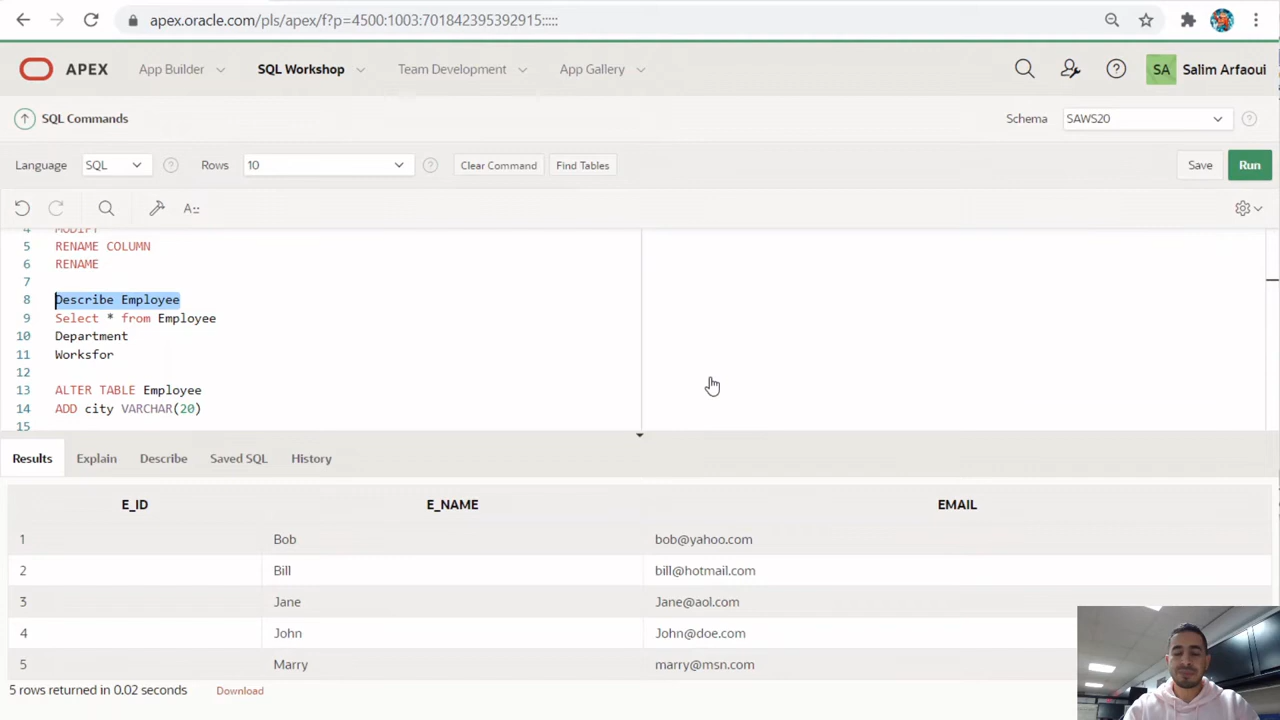 apex.oracle.com/pls/apex/f?p=4500:1003:701842395392915:::::
APEX App Builder SQL Workshop Team Development App Gallery SA Salim Arfaoui
SQL Commands Schema SAWS20
Language SQL Rows 10 Clear Command Find Tables Save Run
4 MODIFY
5 RENAME COLUMN
6 RENAME
7
8 Describe Employee
9 Select * from Employee
10 Department
11 Worksfor
12
13 ALTER TABLE Employee
14 ADD city VARCHAR(20)
15
Results Explain Describe Saved SQL History
E_ID E_NAME EMAIL
1 Bob bob@yahoo.com
2 Bill bill@hotmail.com
3 Jane Jane@aol.com
4 John John@doe.com
5 Marry marry@msn.com
5 rows returned in 0.02 seconds Download